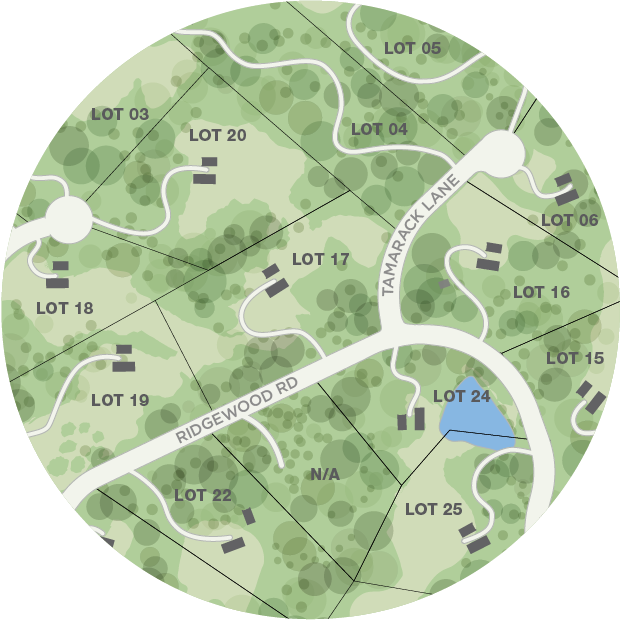 LOT 05
LOT 03
LOT 04
LOT 20
TAMARACK LANE
LOT 06
LOT 17
LOT 16
LOT 18
LOT 15
LOT 19
LOT 24
RIDGEWOOD RD
N/A
LOT 22
LOT 25